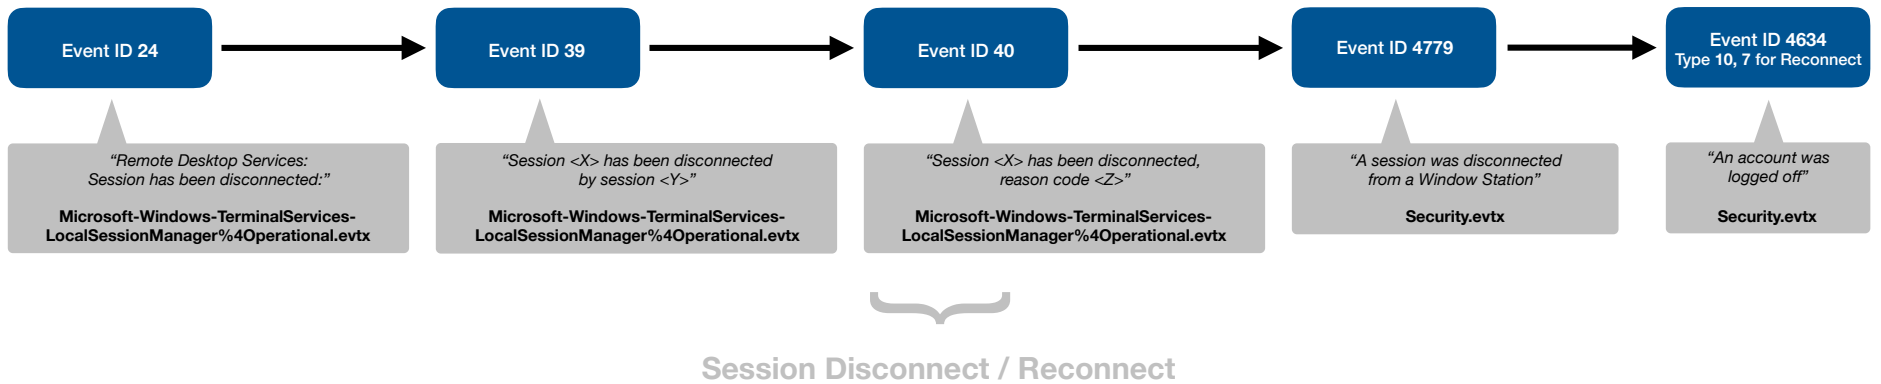 Event ID 24
Event ID 39
Event ID 40
Event ID 4779
Event ID 4634
Type 10, 7 for Reconnect
“Remote Desktop Services:
Session has been disconnected:”
Microsoft-Windows-TerminalServices-
LocalSessionManager%4Operational.evtx
“Session <X> has been disconnected
by session <Y>”
Microsoft-Windows-TerminalServices-
LocalSessionManager%4Operational.evtx
“Session <X> has been disconnected,
reason code <Z>”
Microsoft-Windows-TerminalServices-
LocalSessionManager%4Operational.evtx
“A session was disconnected
from a Window Station”
Security.evtx
“An account was
logged off”
Security.evtx
Session Disconnect / Reconnect